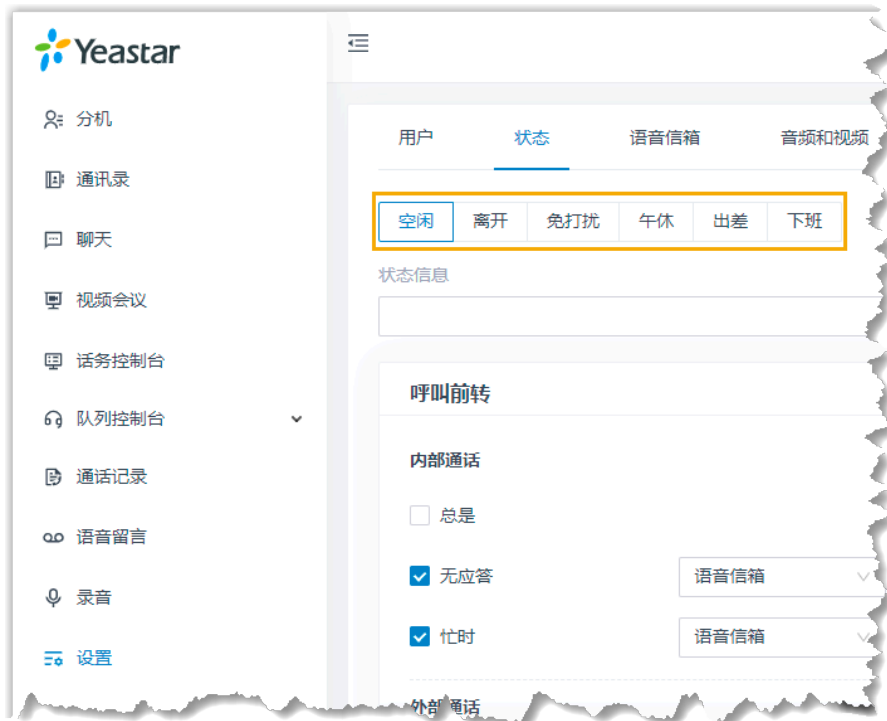 Yeastar
分机
通讯录
聊天
视频会议
话务控制台
队列控制台
通话记录
语音留言
录音
设置
用户 状态 语音信箱 音频和视频
空闲 离开 免打扰 午休 出差 下班
状态信息
呼叫前转
内部通话
总是
无应答 语音信箱
忙时 语音信箱
外部通话